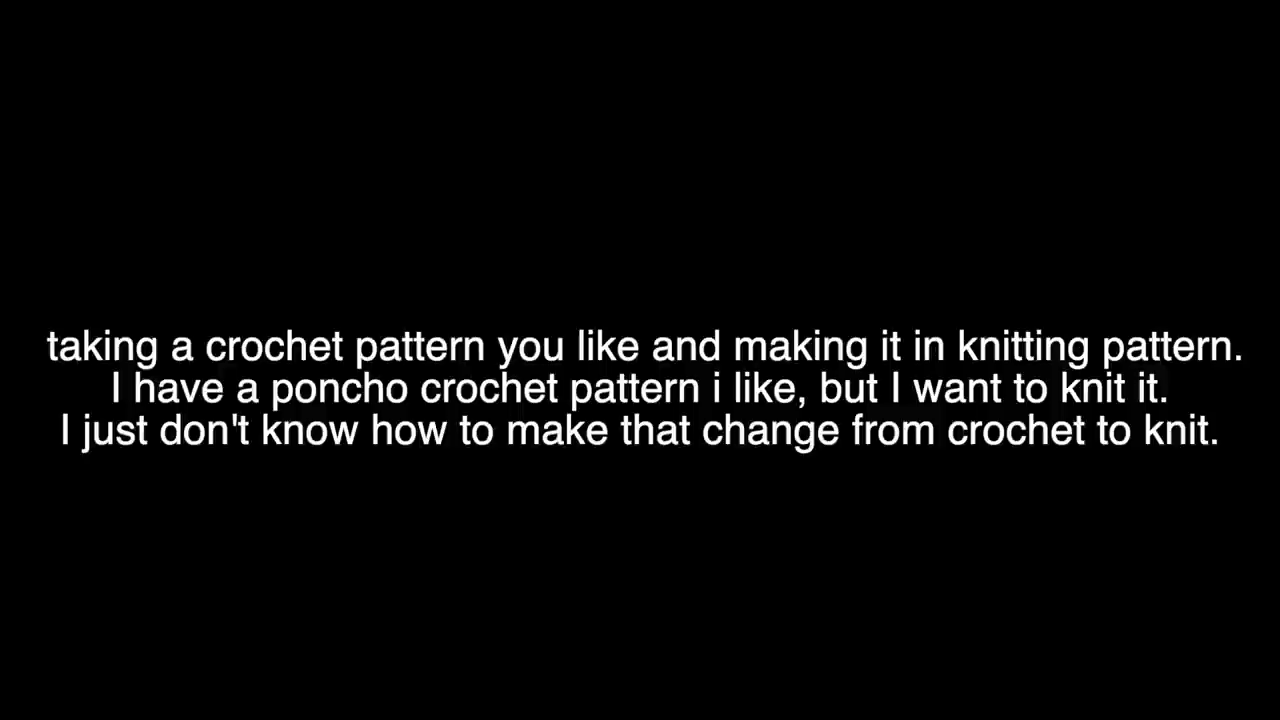 taking a crochet pattern you like and making it in knitting pattern.
I have a poncho crochet pattern i like, but I want to knit it.
I just don't know how to make that change from crochet to knit.